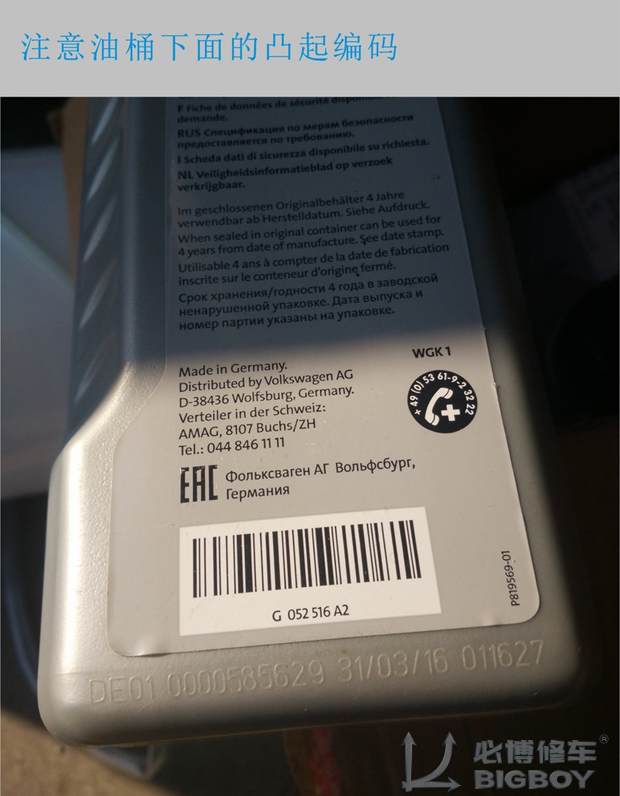 注意油桶下面的凸起编码
F Fiche de données de sécurité disponible
demande.
RUS Спецификация по мерам безопасности
предоставляется по требованию.
I Scheda dati di sicurezza disponibile su richiesta.
NL Veiligheidsinformatieblad op verzoek
verkrijgbaar.
Im geschlossenen Originalbehälter 4 Jahre
verwendbar ab Herstelldatum. Siehe Aufdruck.
When sealed in original container can be used for
4 years from date of manufacture. See date stamp.
Utilisable 4 ans à compter de la date de fabrication
inscrite sur le conteneur d'origine fermé.
Срок хранения/годности 4 года в заводской
ненарушенной упаковке. Дата выпуска и
номер партии указаны на упаковке.
WGK 1
+ 49 (0) 53 61-9-2 32 22
Made in Germany.
Distributed by Volkswagen AG
D-38436 Wolfsburg, Germany.
Verteiler in der Schweiz:
AMAG, 8107 Buchs/ZH
Tel.: 044 846 11 11
EAC Фольксваген АГ Вольфсбург,
Германия
G 052 516 A2
P819569-01
DE01 0000585629 31/03/16 011627
必博修车®
BIGBOY